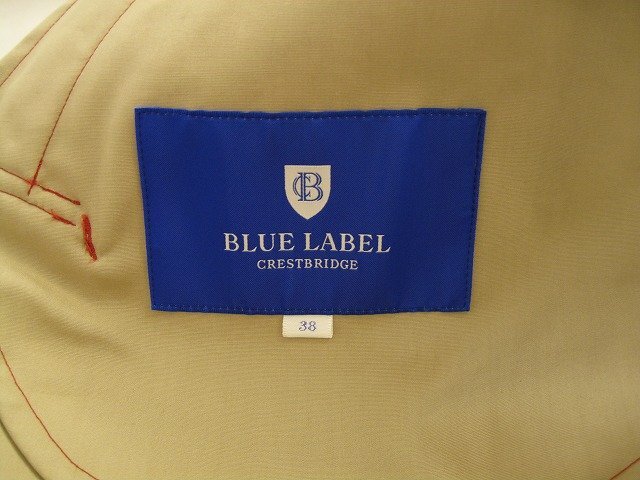 CB
BLUE LABEL
CRESTBRIDGE
38